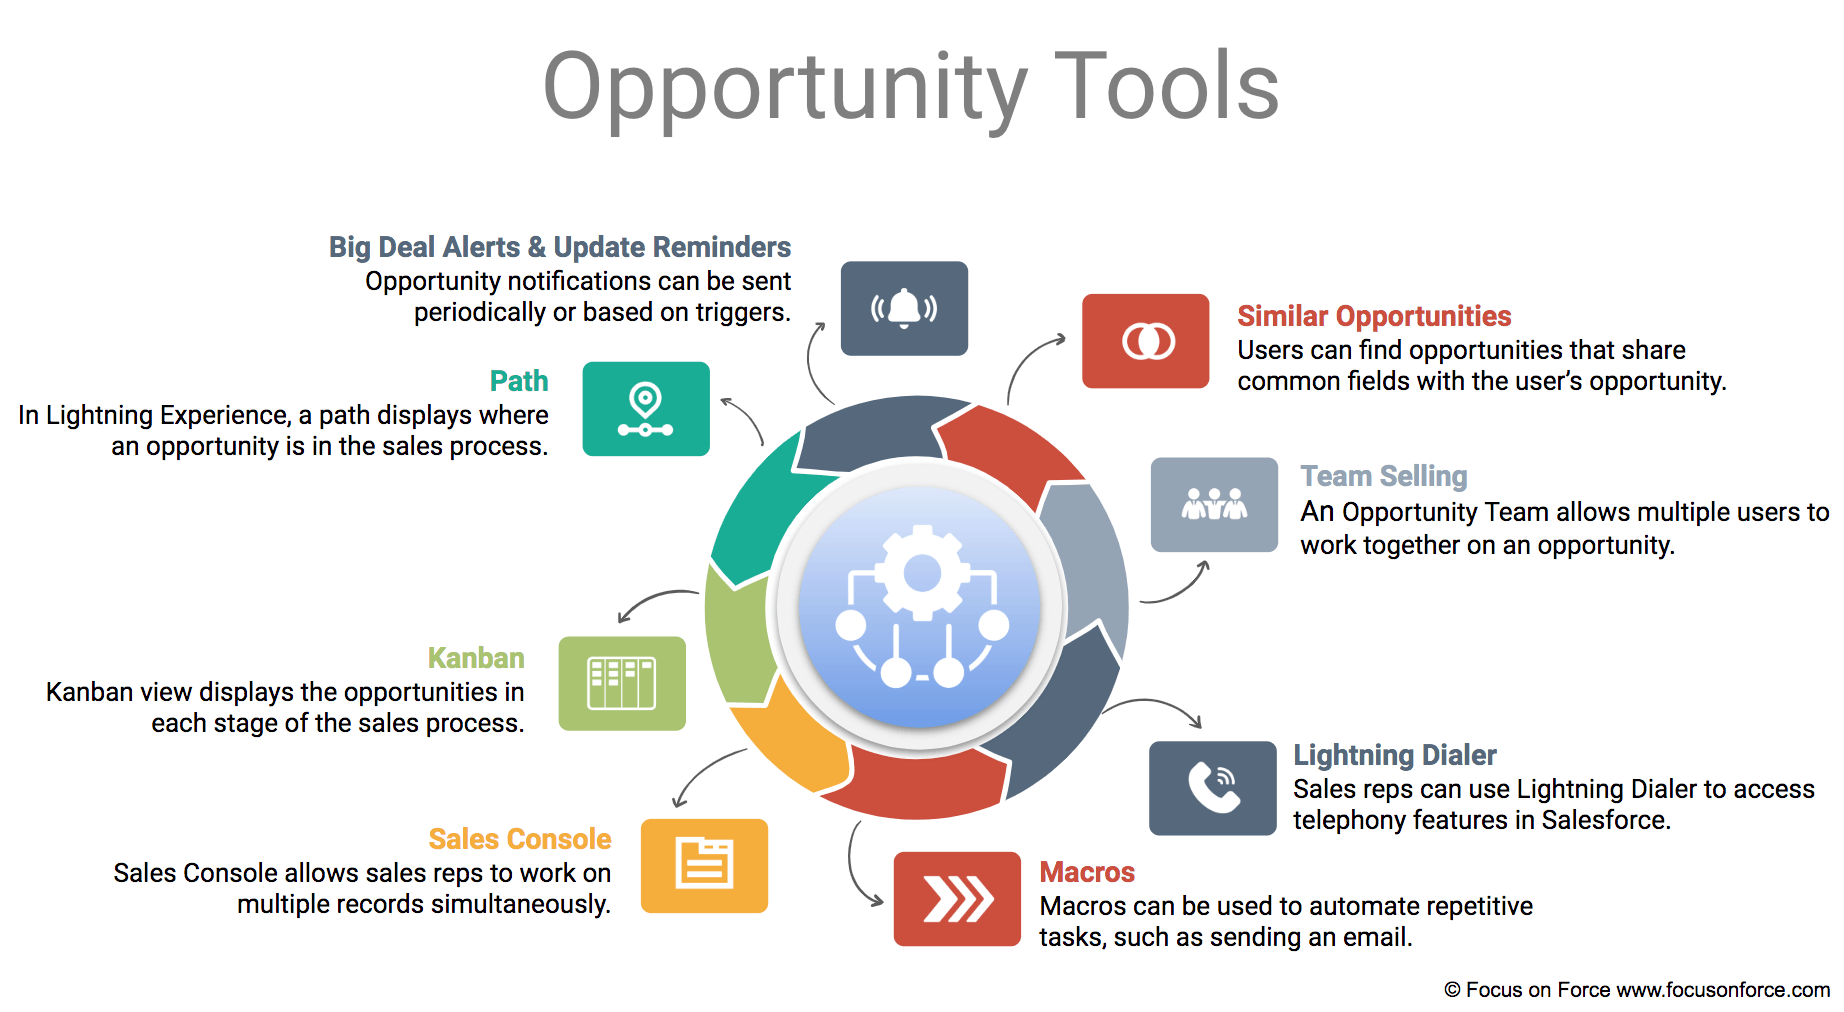 Opportunity Tools
Big Deal Alerts & Update Reminders
Opportunity notifications can be sent
periodically or based on triggers.
Similar Opportunities
Users can find opportunities that share
common fields with the user's opportunity.
Path
In Lightning Experience, a path displays where
an opportunity is in the sales process.
Team Selling
An Opportunity Team allows multiple users to
work together on an opportunity.
Kanban
Kanban view displays the opportunities in
each stage of the sales process.
Lightning Dialer
Sales reps can use Lightning Dialer to access
telephony features in Salesforce.
Sales Console
Sales Console allows sales reps to work on
multiple records simultaneously.
Macros
Macros can be used to automate repetitive
tasks, such as sending an email.
© Focus on Force www.focusonforce.com